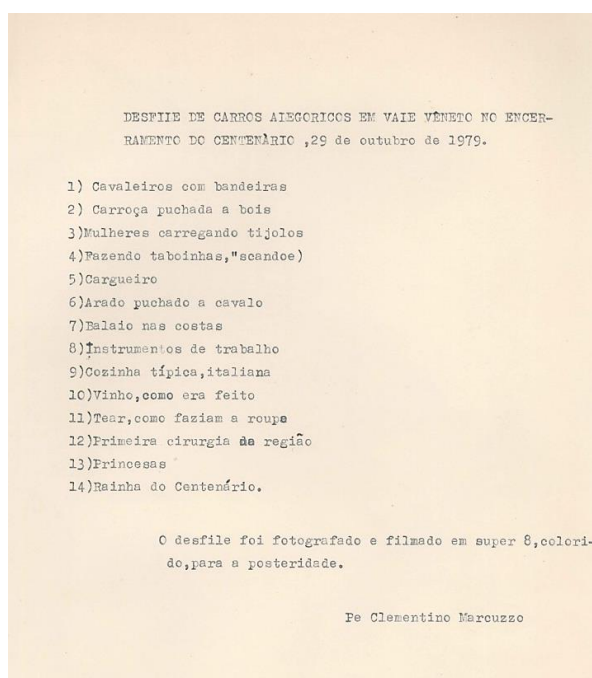 DESFILE DE CARROS ALEGORICOS EM VALE VÊNETO NO ENCER-
RAMENTO DO CENTENÀRIO ,29 de outubro de 1979.
1) Cavaleiros com bandeiras
2) Carroça puchada a bois
3)Mulheres carregando tijolos
4)Fazendo taboinhas,"scandoe)
5)Cargueiro
6)Arado puchado a cavalo
7)Balaio nas costas
8)Instrumentos de trabalho
9)Cozinha típica,italiana
10)Vinho,como era feito
11)Tear,como faziam a roupa
12)Primeira cirurgia da região
13)Princesas
14)Rainha do Centenário.
O desfile foi fotografado e filmado em super 8,colori-
do,para a posteridade.
Pe Clementino Marcuzzo